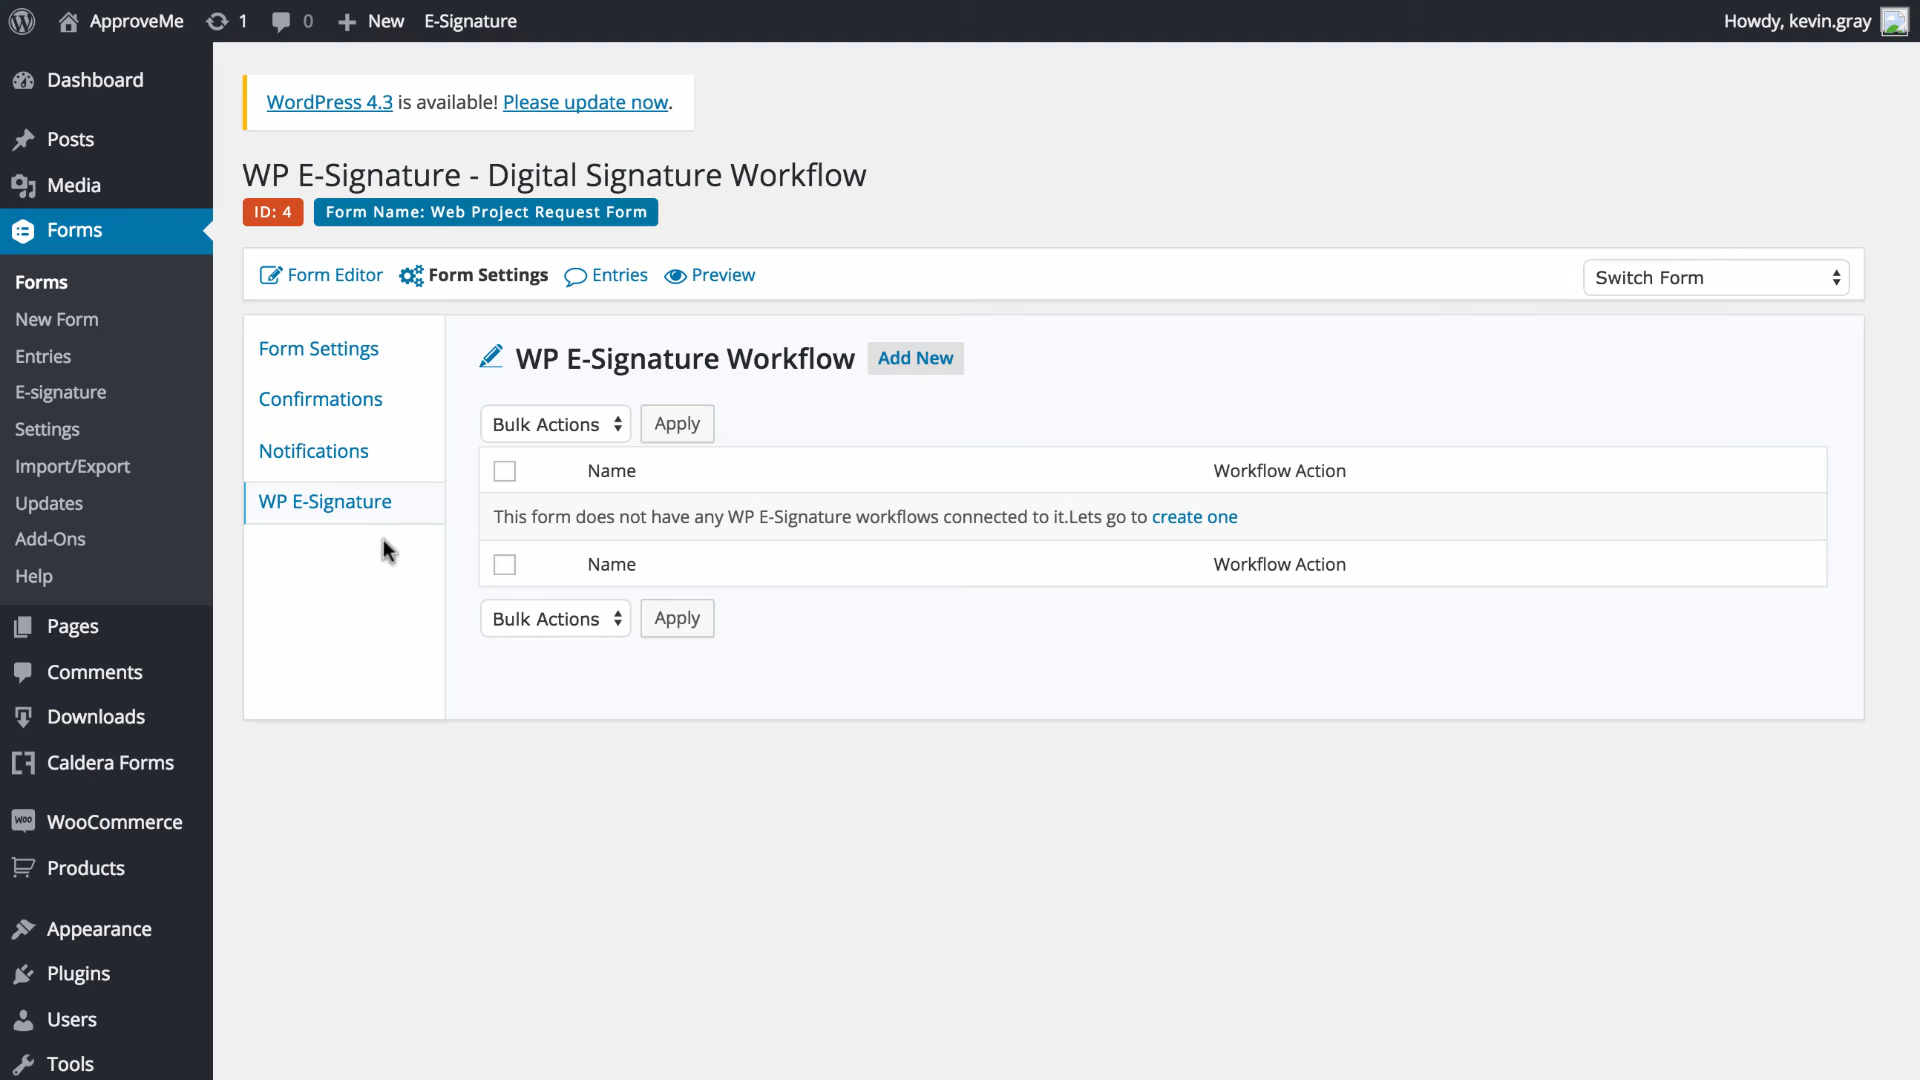 ApproveMe 1 0 New E-Signature Howdy, kevin.gray
Dashboard
Posts
Media
Forms
Forms
New Form
Entries
E-signature
Settings
Import/Export
Updates
Add-Ons
Help
Pages
Comments
Downloads
Caldera Forms
WooCommerce
Products
Appearance
Plugins
Users
Tools
WordPress 4.3 is available! Please update now.
WP E-Signature - Digital Signature Workflow
ID: 4 Form Name: Web Project Request Form
Form Editor Form Settings Entries Preview Switch Form
Form Settings
Confirmations
Notifications
WP E-Signature
WP E-Signature Workflow Add New
Bulk Actions Apply
Name Workflow Action
This form does not have any WP E-Signature workflows connected to it.Lets go to create one
Name Workflow Action
Bulk Actions Apply